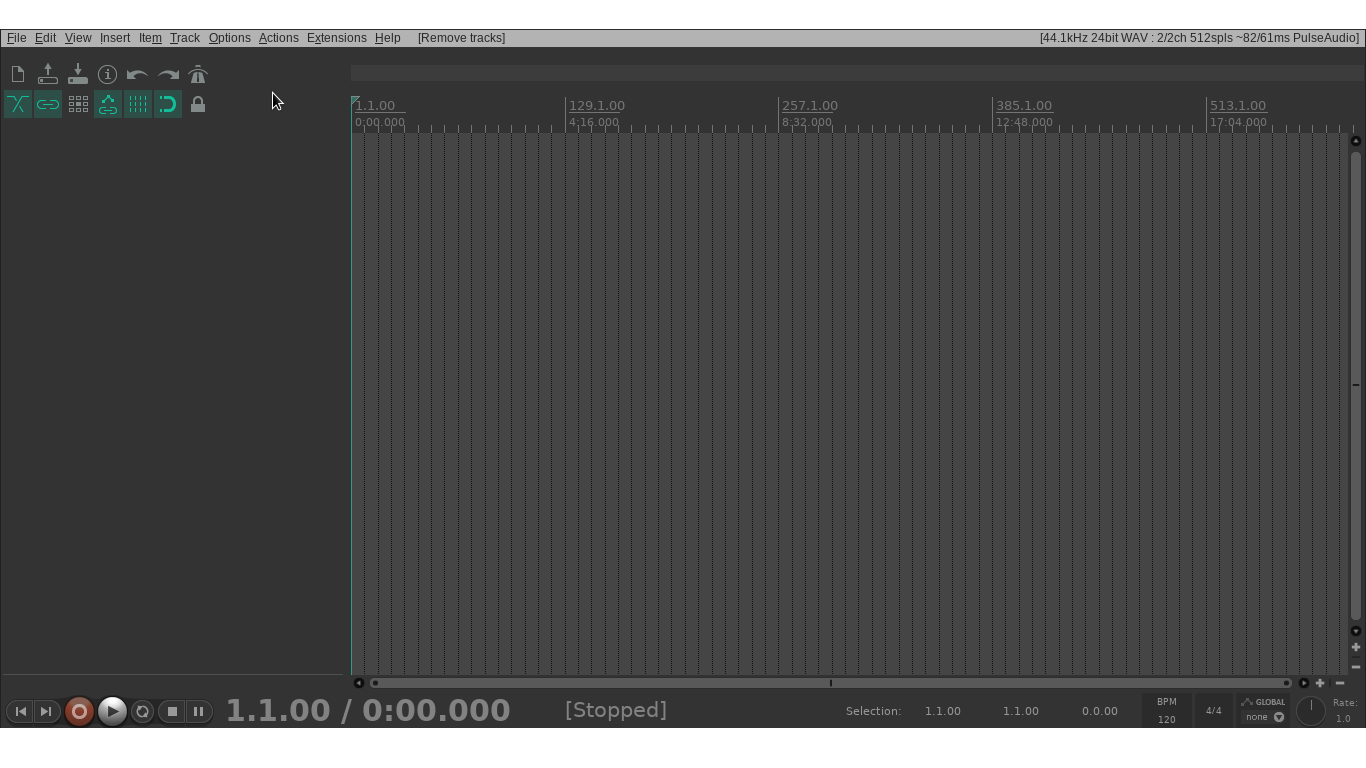 File Edit View Insert Item Track Options Actions Extensions Help [Remove tracks] [44.1kHz 24bit WAV : 2/2ch 512spls ~82/61ms PulseAudio]
1.1.00 129.1.00 257.1.00 385.1.00 513.1.00
0:00.000 4:16.000 8:32.000 12:48.000 17:04.000
1.1.00 / 0:00.000 [Stopped] Selection: 1.1.00 1.1.00 0.0.00
BPM
120
4/4
GLOBAL
none
Rate:
1.0